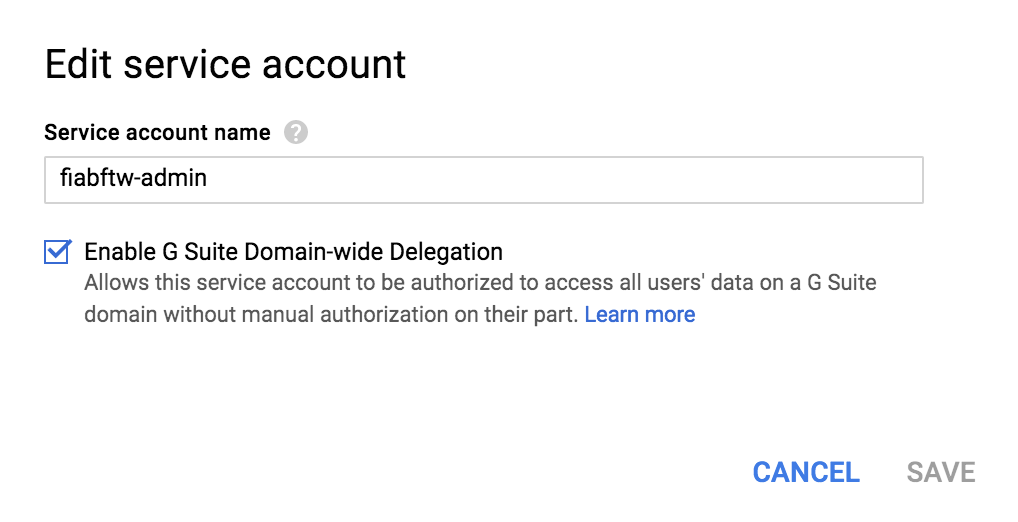 Edit service account
Service account name ?
fiabftw-admin
Enable G Suite Domain-wide Delegation
Allows this service account to be authorized to access all users' data on a G Suite
domain without manual authorization on their part. Learn more
CANCEL SAVE